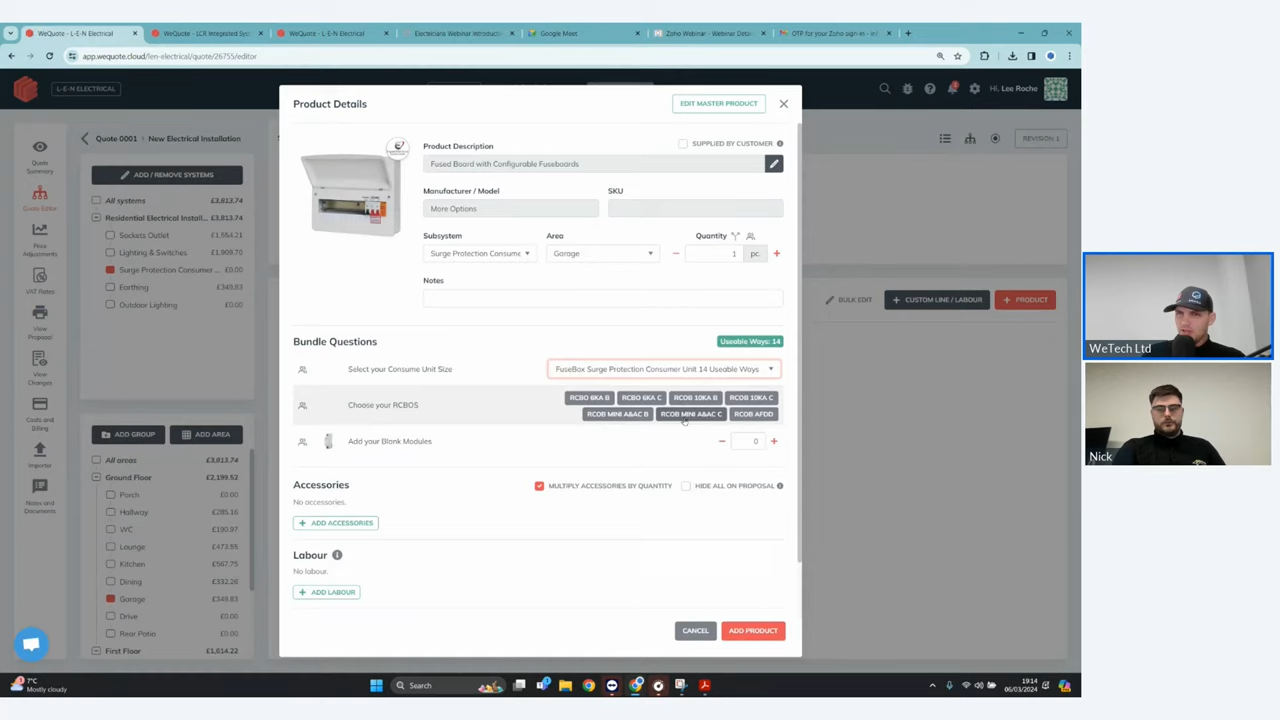 WeQuote - L-E-N Electrical
WeQuote - LCR Integrated Sys
WeQuote - L-E-N Electrical
Electricians Webinar Introducti
Google Meet
Zoho Webinar - Webinar Detai
OTP for your Zoho sign-in - inf
app.wequote.cloud/len-electrical/quote/26755/editor
L-E-N ELECTRICAL
Hi, Lee Roche
Quote 0001 > New Electrical Installation
REVISION 1
Quote Summary
Quote Editor
Price Adjustments
VAT Rates
View Proposal
View Changes
Costs and Billing
Importer
Notes and Documents
ADD / REMOVE SYSTEMS
All systems £3,813.74
Residential Electrical Install... £3,813.74
Sockets Outlet £1,554.21
Lighting & Switches £1,909.70
Surge Protection Consumer ... £0.00
Earthing £349.83
Outdoor Lighting £0.00
ADD GROUP
ADD AREA
All areas £3,813.74
Ground Floor £2,199.52
Porch £0.00
Hallway £285.16
WC £190.97
Lounge £473.55
Kitchen £567.75
Dining £332.26
Garage £349.83
Drive £0.00
Rear Patio £0.00
First Floor £1,614.22
Product Details
EDIT MASTER PRODUCT
Product Description
SUPPLIED BY CUSTOMER
Fused Board with Configurable Fuseboards
Manufacturer / Model
SKU
More Options
Subsystem
Area
Quantity
Surge Protection Consume
Garage
1
pc.
Notes
Bundle Questions
Useable Ways: 14
Select your Consume Unit Size
FuseBox Surge Protection Consumer Unit 14 Useable Ways
Choose your RCBOS
RCBO 6KA B
RCBO 6KA C
RCOB 10KA B
RCOB 10KA C
RCOB MINI A&AC B
RCOB MINI A&AC C
RCOB AFDD
Add your Blank Modules
0
Accessories
MULTIPLY ACCESSORIES BY QUANTITY
HIDE ALL ON PROPOSAL
No accessories.
ADD ACCESSORIES
Labour
No labour.
ADD LABOUR
CANCEL
ADD PRODUCT
BULK EDIT
CUSTOM LINE / LABOUR
PRODUCT
WeTech Ltd
Nick
7°C
Mostly cloudy
Search
19:14
06/03/2024